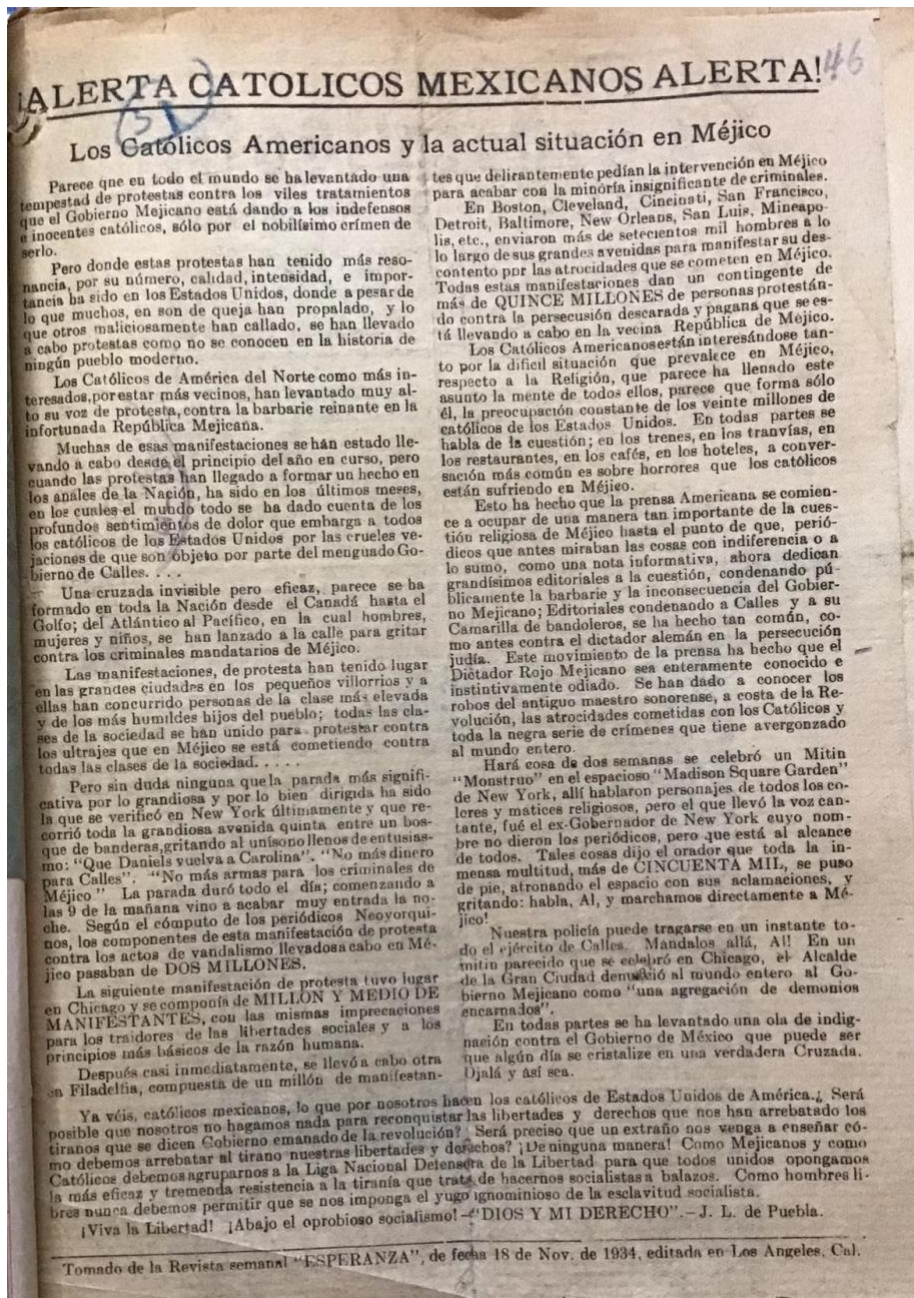 ¡ALERTA CATOLICOS MEXICANOS ALERTA!
46
51
Los Católicos Americanos y la actual situación en Méjico
Parece que en todo el mundo se ha levantado una
tempestad de protestas contra los viles tratamientos
que el Gobierno Mejicano está dando a los indefensos
e inocentes católicos, sólo por el nobilísimo crímen de
serlo.
Pero donde estas protestas han tenido más reso-
nancia, por su número, calidad, intensidad, e impor-
tancia ha sido en los Estados Unidos, donde a pesar de
lo que muchos, en son de queja han propalado, y lo
que otros maliciosamente han callado, se han llevado
a cabo protestas como no se conocen en la historia de
ningún pueblo moderno.
Los Católicos de América del Norte como más in-
teresados, por estar más vecinos, han levantado muy al-
to su voz de protesta, contra la barbarie reinante en la
infortunada República Mejicana.
Muchas de esas manifestaciones se hán estado lle-
vando a cabo desde el principio del año en curso, pero
cuando las protestas han llegado a formar un hecho en
los anales de la Nación, ha sido en los últimos meses,
en los cuales el mundo todo se ha dado cuenta de los
profundos sentimientos de dolor que embarga a todos
los católicos de los Estados Unidos por las crueles ve-
jaciones de que son objeto por parte del menguado Go-
bierno de Calles. . . .
Una cruzada invisible pero eficaz, parece se ha
formado en toda la Nación desde el Canadá hasta el
Golfo; del Atlántico al Pacífico, en la cual hombres,
mujeres y niños, se han lanzado a la calle para gritar
contra los criminales mandatarios de Méjico.
Las manifestaciones, de protesta han tenido lugar
en las grandes ciudades en los pequeños villorrios y a
ellas han concurrido personas de la clase más elevada
y de los más humildes hijos del pueblo; todas las cla-
ses de la sociedad se han unido para protestar contra
los ultrajes que en Méjico se está cometiendo contra
todas las clases de la sociedad. . . . .
Pero sin duda ninguna que la parada más signifi-
cativa por lo grandiosa y por lo bien dirigida ha sido
la que se verificó en New York últimamente y que re-
corrió toda la grandiosa avenida quinta entre un bos-
que de banderas, gritando al unísono llenos de entusias-
mo: "Que Daniels vuelva a Carolina". "No más dinero
para Calles". "No más armas para los criminales de
Méjico" La parada duró todo el día; comenzando a
las 9 de la mañana vino a acabar muy entrada la no-
che. Según el cómputo de los periódicos Neoyorqui-
nos, los componentes de esta manifestación de protesta
contra los actos de vandalismo llevados a cabo en Mé-
jico pasaban de DOS MILLONES.
La siguiente manifestación de protesta tuvo lugar
en Chicago y se componía de MILLON Y MEDIO DE
MANIFESTANTES, con las mismas imprecaciones
para los traidores de las libertades sociales y a los
principios más básicos de la razón humana.
Después casi inmediatamente, se llevó a cabo otra
en Filadelfia, compuesta de un millón de manifestan-
tes que delirantemente pedían la intervención en Méjico
para acabar con la minoría insignificante de criminales.
En Boston, Cleveland, Cincinati, San Francisco,
Detroit, Baltimore, New Orleans, San Luis, Mineapo-
lis, etc., enviaron más de setecientos mil hombres a lo
largo de sus grandes avenidas para manifestar su des-
contento por las atrocidades que se cometen en Méjico.
Todas estas manifestaciones dan un contingente de
más de QUINCE MILLONES de personas protestán-
do contra la persecusión descarada y pagana que se es-
tá llevando a cabo en la vecina República de Méjico.
Los Católicos Americanos están interesándose tan-
to por la dificil situación que prevalece en Méjico,
respecto a la Religión, que parece ha llenado este
asunto la mente de todos ellos, parece que forma sólo
él, la preocupación constante de los veinte millones de
católicos de los Estados Unidos. En todas partes se
habla de la cuestión; en los trenes, en los tranvías, en
los restaurantes, en los cafés, en los hoteles, a conver-
sación más común es sobre horrores que los católicos
están sufriendo en Méjico.
Esto ha hecho que la prensa Americana se comien-
ce a ocupar de una manera tan importante de la cues-
tión religiosa de Méjico hasta el punto de que, perió-
dicos que antes miraban las cosas con indiferencia o a
lo sumo, como una nota informativa, ahora dedican
grandísimos editoriales a la cuestión, condenando pú-
blicamente la barbarie y la inconsecuencia del Gobier-
no Mejicano; Editoriales condenando a Calles y a su
Camarilla de bandoleros, se ha hecho tan común, co-
mo antes contra el dictador alemán en la persecución
judía. Este movimiento de la prensa ha hecho que el
Dictador Rojo Mejicano sea enteramente conocido e
instintivamente odiado. Se han dado a conocer los
robos del antiguo maestro sonorense, a costa de la Re-
volución, las atrocidades cometidas con los Católicos y
toda la negra serie de crímenes que tiene avergonzado
al mundo entero.
Hará cosa de dos semanas se celebró un Mitin
"Monstruo" en el espacioso "Madison Square Garden"
de New York, allí hablaron personajes de todos los co-
lores y matices religiosos, pero el que llevó la voz can-
tante, fué el ex-Gobernador de New York cuyo nom-
bre no dieron los periódicos, pero que está al alcance
de todos. Tales cosas dijo el orador que toda la in-
mensa multitud, más de CINCUENTA MIL, se puso
de pie, atronando el espacio con sus aclamaciones, y
gritando: habla, Al, y marchamos directamente a Mé-
jico!
Nuestra policía puede tragarse en un instante to-
do el ejército de Calles. Mándalos allá, Al! En un
mitin parecido que se celebró en Chicago, el Alcalde
de la Gran Ciudad denunció al mundo entero al Go-
bierno Mejicano como "una agregación de demonios
encarnados".
En todas partes se ha levantado una ola de indig-
nación contra el Gobierno de México que puede ser
que algún día se cristalize en una verdadera Cruzada.
Ojalá y así sea.
Ya véis, católicos mexicanos, lo que por nosotros hacen los católicos de Estados Unidos de América.¿ Será
posible que nosotros no hagamos nada para reconquistar las libertades y derechos que nos han arrebatado los
tiranos que se dicen Gobierno emanado de la revolución? Será preciso que un extraño nos venga a enseñar có-
mo debemos arrebatar al tirano nuestras libertades y derechos? ¡De ninguna manera! Como Mejicanos y como
Católicos debemos agruparnos a la Liga Nacional Defensora de la Libertad para que todos unidos opongamos
la más eficaz y tremenda resistencia a la tiranía que trata de hacernos socialistas a balazos. Como hombres li-
bres nunca debemos permitir que se nos imponga el yugo ignominioso de la esclavitud socialista.
¡Viva la Libertad! ¡Abajo el oprobioso socialismo!—"DIOS Y MI DERECHO".—J. L. de Puebla.
Tomado de la Revista semanal "ESPERANZA", de fecha 18 de Nov. de 1934, editada en Los Angeles, Cal.